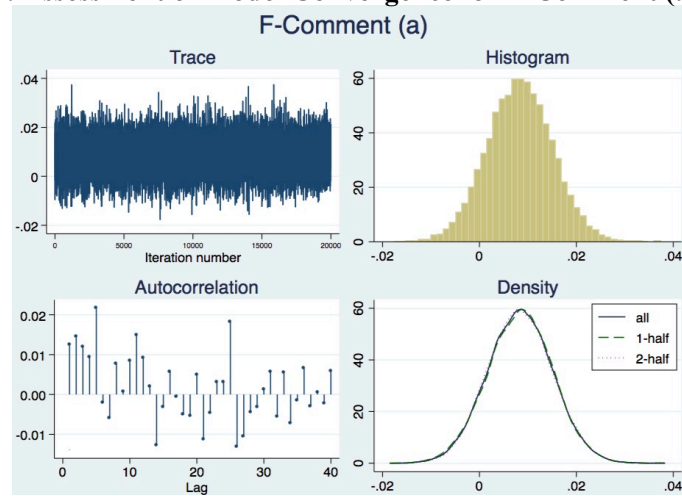 F-Comment (a)
Trace
.04
.02
0
-.02
0 5000 10000 15000 20000
Iteration number
Histogram
60
40
20
0
-.02 0 .02 .04
Autocorrelation
0.02
0.01
0.00
-0.01
0 10 20 30 40
Lag
Density
60
40
20
0
all
1-half
2-half
-.02 0 .02 .04